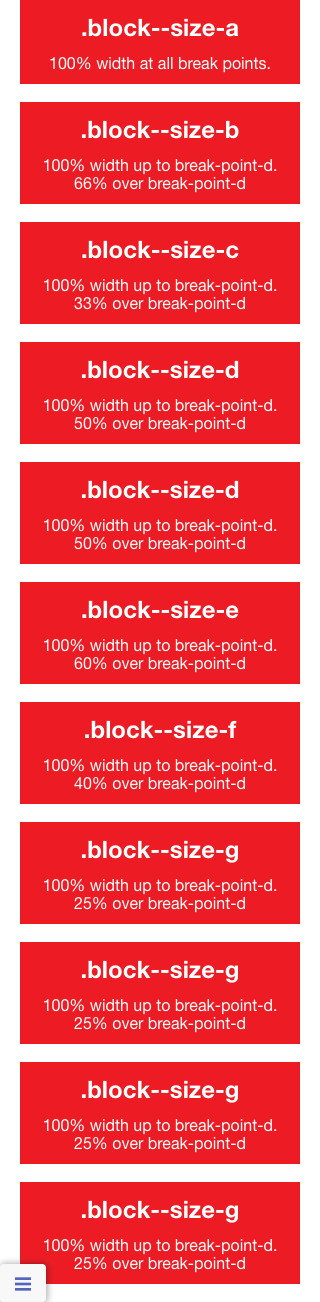 .block--size-a
100% width at all break points.
.block--size-b
100% width up to break-point-d.
66% over break-point-d
.block--size-c
100% width up to break-point-d.
33% over break-point-d
.block--size-d
100% width up to break-point-d.
50% over break-point-d
.block--size-d
100% width up to break-point-d.
50% over break-point-d
.block--size-e
100% width up to break-point-d.
60% over break-point-d
.block--size-f
100% width up to break-point-d.
40% over break-point-d
.block--size-g
100% width up to break-point-d.
25% over break-point-d
.block--size-g
100% width up to break-point-d.
25% over break-point-d
.block--size-g
100% width up to break-point-d.
25% over break-point-d
.block--size-g
100% width up to break-point-d.
25% over break-point-d